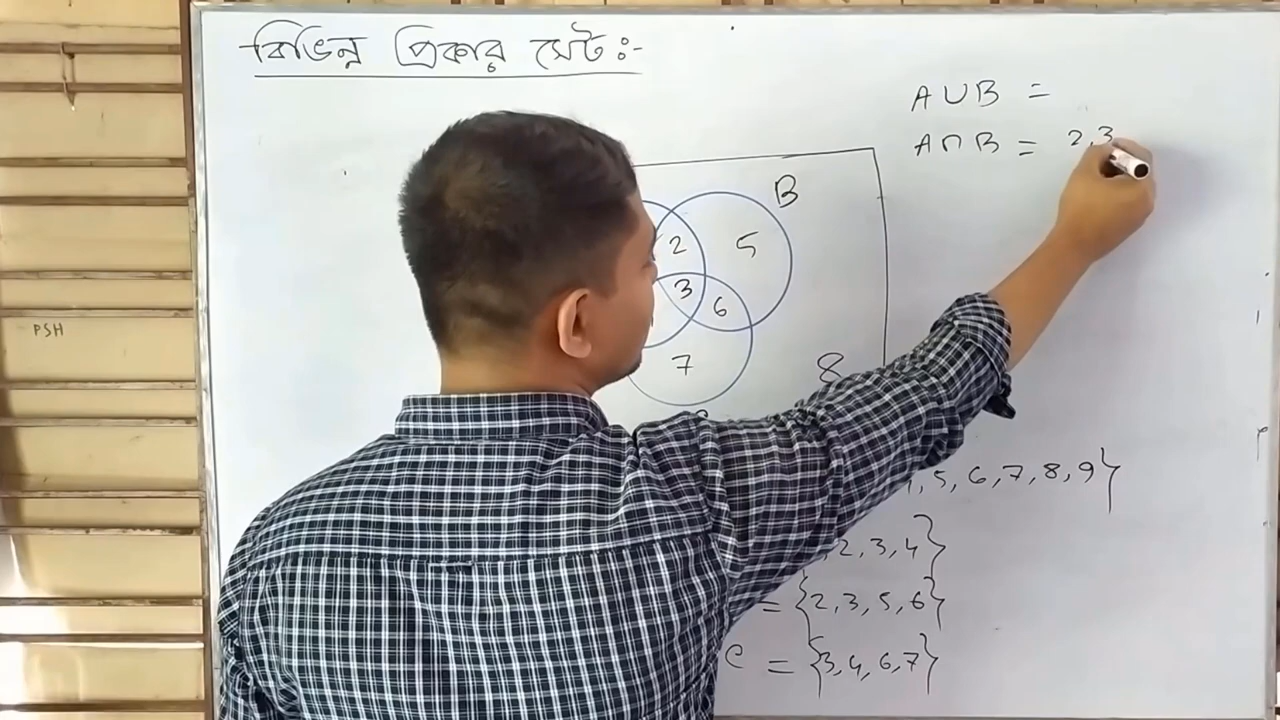 বিভিন্ন প্রকার সেট ঃ-
A∪B =
A∩B = 2,3
B
2 5
3 6
7 8
PSH
,5,6,7,8,9}
,2,3,4}
= {2,3,5,6}
C = {3,4,6,7}